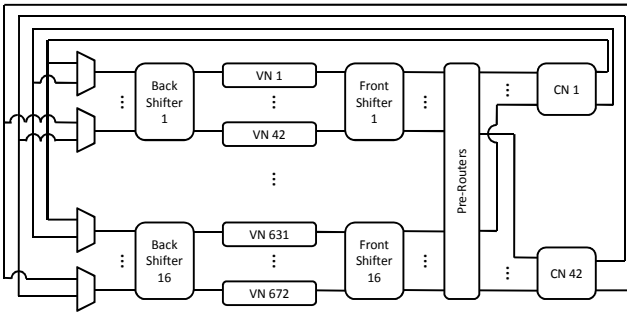 Back
Shifter
1
VN 1
...
VN 42
Front
Shifter
1
Pre-Routers
CN 1
Back
Shifter
16
VN 631
...
VN 672
Front
Shifter
16
CN 42